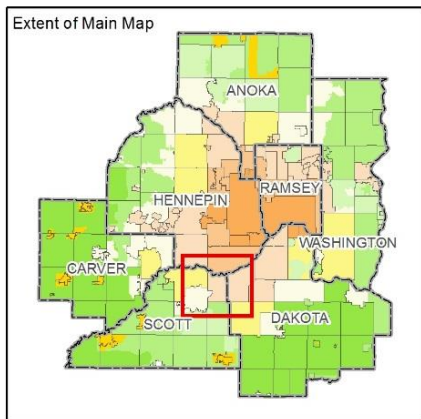 Extent of Main Map
ANOKA
HENNEPIN
RAMSEY
WASHINGTON
CARVER
SCOTT
DAKOTA